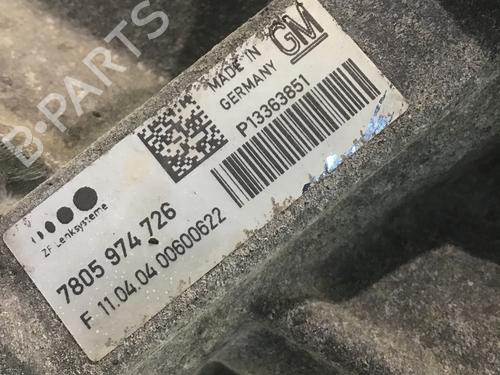 B-PARTS
MADE IN
GERMANY
GM
P13363851
ZF Lenksysteme
7805 974 726
F 11.04.04 00600622